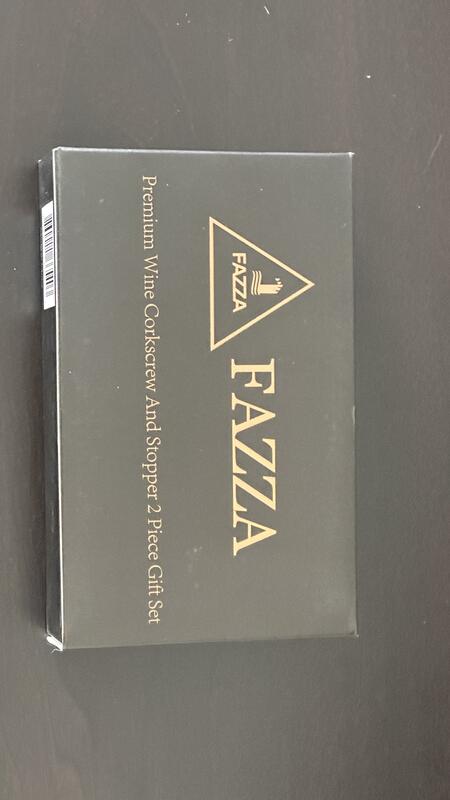 FAZZA
FAZZA
Premium Wine Corkscrew And Stopper 2 Piece Gift Set